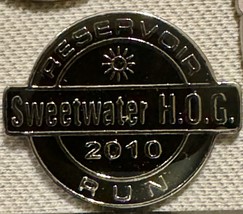 RESERVOIR
Sweetwater H.O.G.
2010
RUN